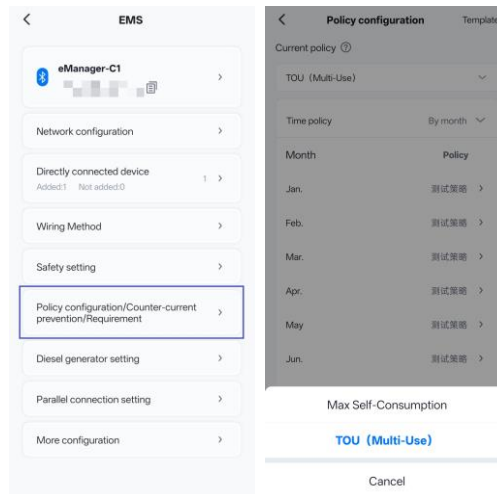 EMS
eManager-C1
Network configuration
Directly connected device
Added:1 Not added:0
1
Wiring Method
Safety setting
Policy configuration/Counter-current
prevention/Requirement
Diesel generator setting
Parallel connection setting
More configuration
Policy configuration
Template
Current policy
TOU（Multi-Use）
Time policy
By month
Month
Policy
Jan.
测试策略
Feb.
测试策略
Mar.
测试策略
Apr.
测试策略
May
测试策略
Jun.
测试策略
Max Self-Consumption
TOU（Multi-Use）
Cancel